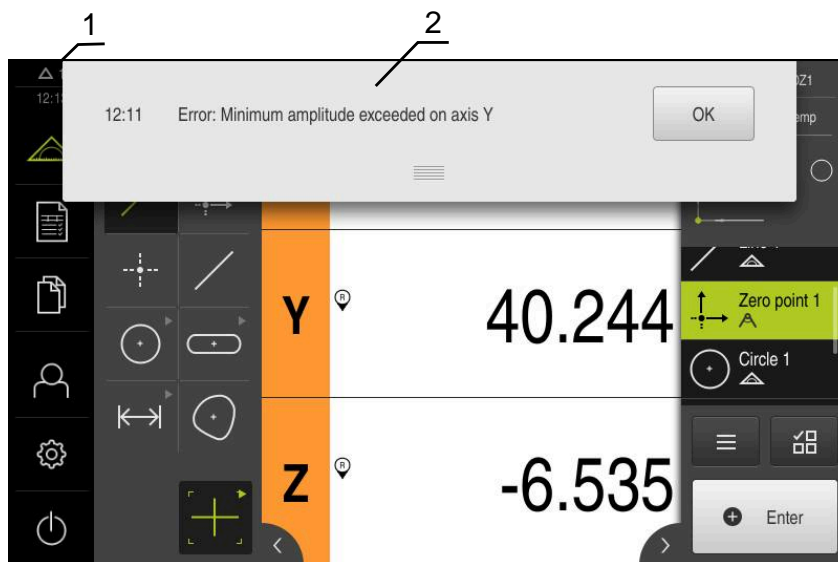 1
2
12:11 Error: Minimum amplitude exceeded on axis Y
OK
Y
R
40.244
Zero point 1
Circle 1
Z
R
-6.535
Enter